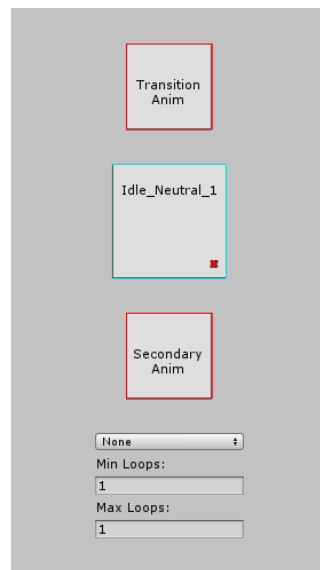 Transition
Anim
Idle_Neutral_1
Secondary
Anim
None
Min Loops:
1
Max Loops:
1